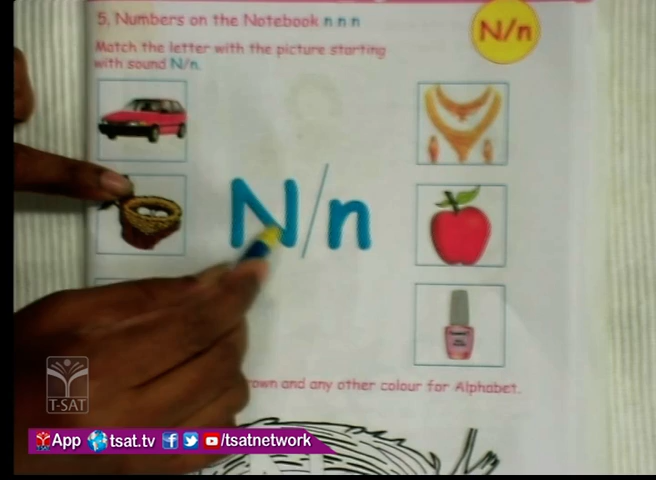 5, Numbers on the Notebook n n n
N/n
Match the letter with the picture starting
with sound N/n.
N/n
own and any other colour for Alphabet.
T-SAT
App tsat.tv /tsatnetwork